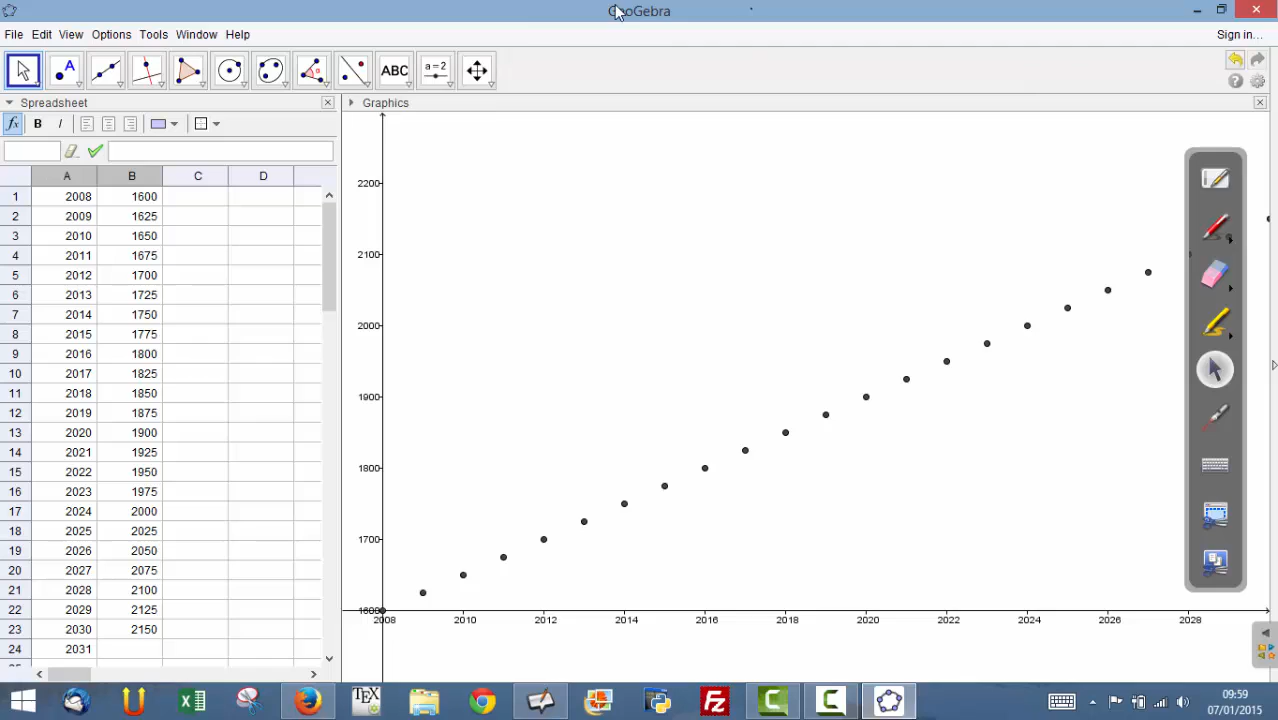 GeoGebra
File Edit View Options Tools Window Help Sign in...
ABC a = 2
Spreadsheet Graphics
fx B I
A B C D
1 2008 1600
2 2009 1625
3 2010 1650
4 2011 1675
5 2012 1700
6 2013 1725
7 2014 1750
8 2015 1775
9 2016 1800
10 2017 1825
11 2018 1850
12 2019 1875
13 2020 1900
14 2021 1925
15 2022 1950
16 2023 1975
17 2024 2000
18 2025 2025
19 2026 2050
20 2027 2075
21 2028 2100
22 2029 2125
23 2030 2150
24 2031
2200
2100
2000
1900
1800
1700
1600
2008 2010 2012 2014 2016 2018 2020 2022 2024 2026 2028
TEX
09:59
07/01/2015